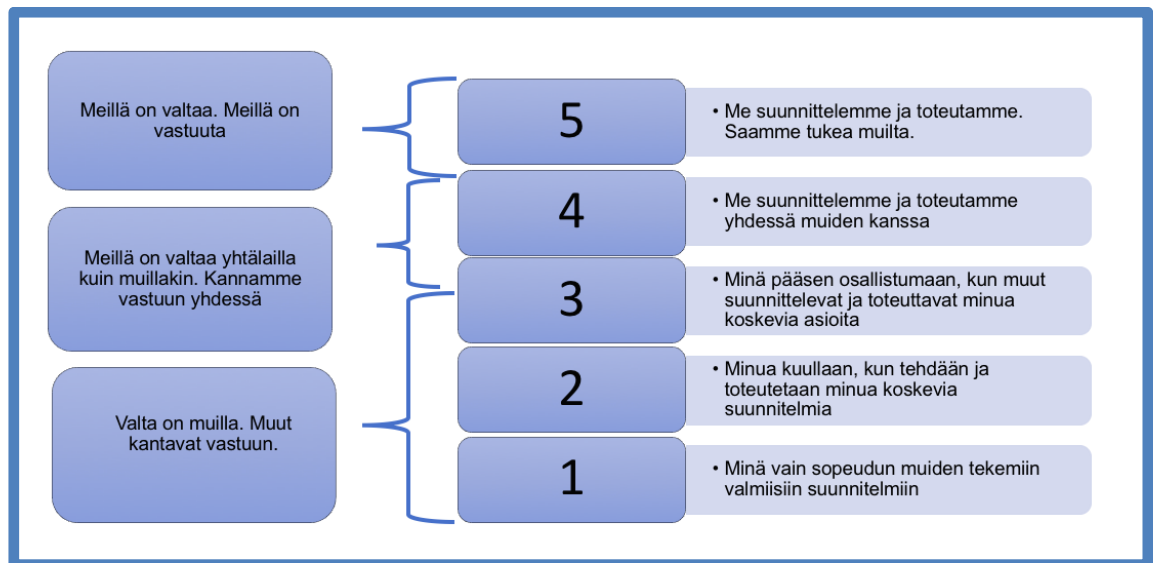 Meillä on valtaa. Meillä on
vastuuta
Meillä on valtaa yhtälailla
kuin muillakin. Kannamme
vastuun yhdessä
Valta on muilla. Muut
kantavat vastuun.
5
• Me suunnittelemme ja toteutamme.
Saamme tukea muilta.
4
• Me suunnittelemme ja toteutamme
yhdessä muiden kanssa
3
• Minä pääsen osallistumaan, kun muut
suunnittelevat ja toteuttavat minua
koskevia asioita
2
• Minua kuullaan, kun tehdään ja
toteutetaan minua koskevia
suunnitelmia
1
• Minä vain sopeudun muiden tekemiin
valmiisiin suunnitelmiin